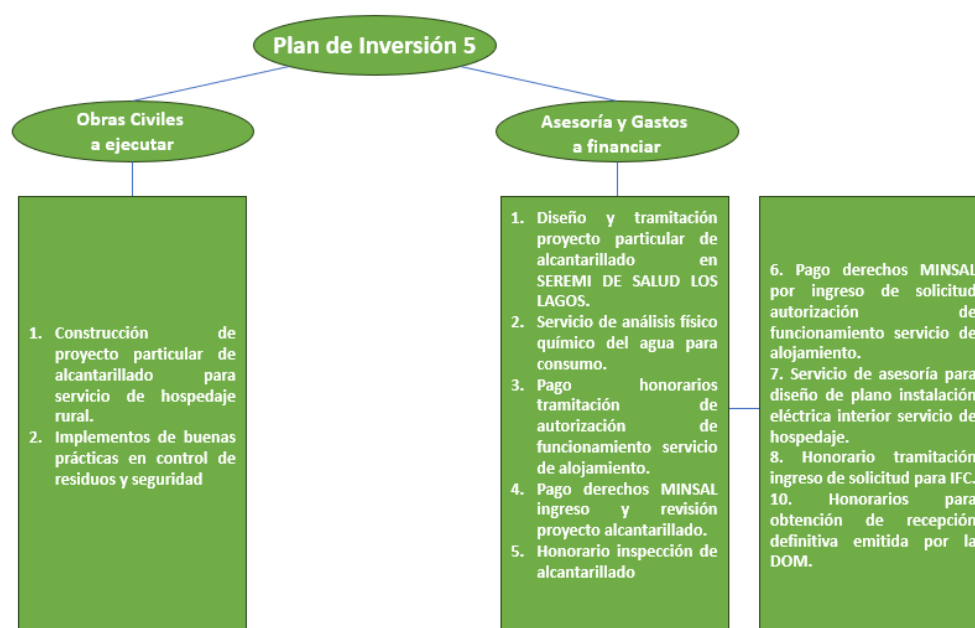 Plan de Inversión 5
Obras Civiles
a ejecutar
Asesoría y Gastos
a financiar
1. Construcción de
proyecto particular de
alcantarillado para
servicio de hospedaje
rural.
2. Implementos de buenas
prácticas en control de
residuos y seguridad
1. Diseño y tramitación
proyecto particular de
alcantarillado en
SEREMI DE SALUD LOS
LAGOS.
2. Servicio de análisis físico
químico del agua para
consumo.
3. Pago honorarios
tramitación de
autorización de
funcionamiento servicio
de alojamiento.
4. Pago derechos MINSAL
ingreso y revisión
proyecto alcantarillado.
5. Honorario inspección de
alcantarillado
6. Pago derechos MINSAL
por ingreso de solicitud
autorización de
funcionamiento servicio de
alojamiento.
7. Servicio de asesoría para
diseño de plano instalación
eléctrica interior servicio de
hospedaje.
8. Honorario tramitación
ingreso de solicitud para IFC.
10. Honorarios para
obtención de recepción
definitiva emitida por la
DOM.